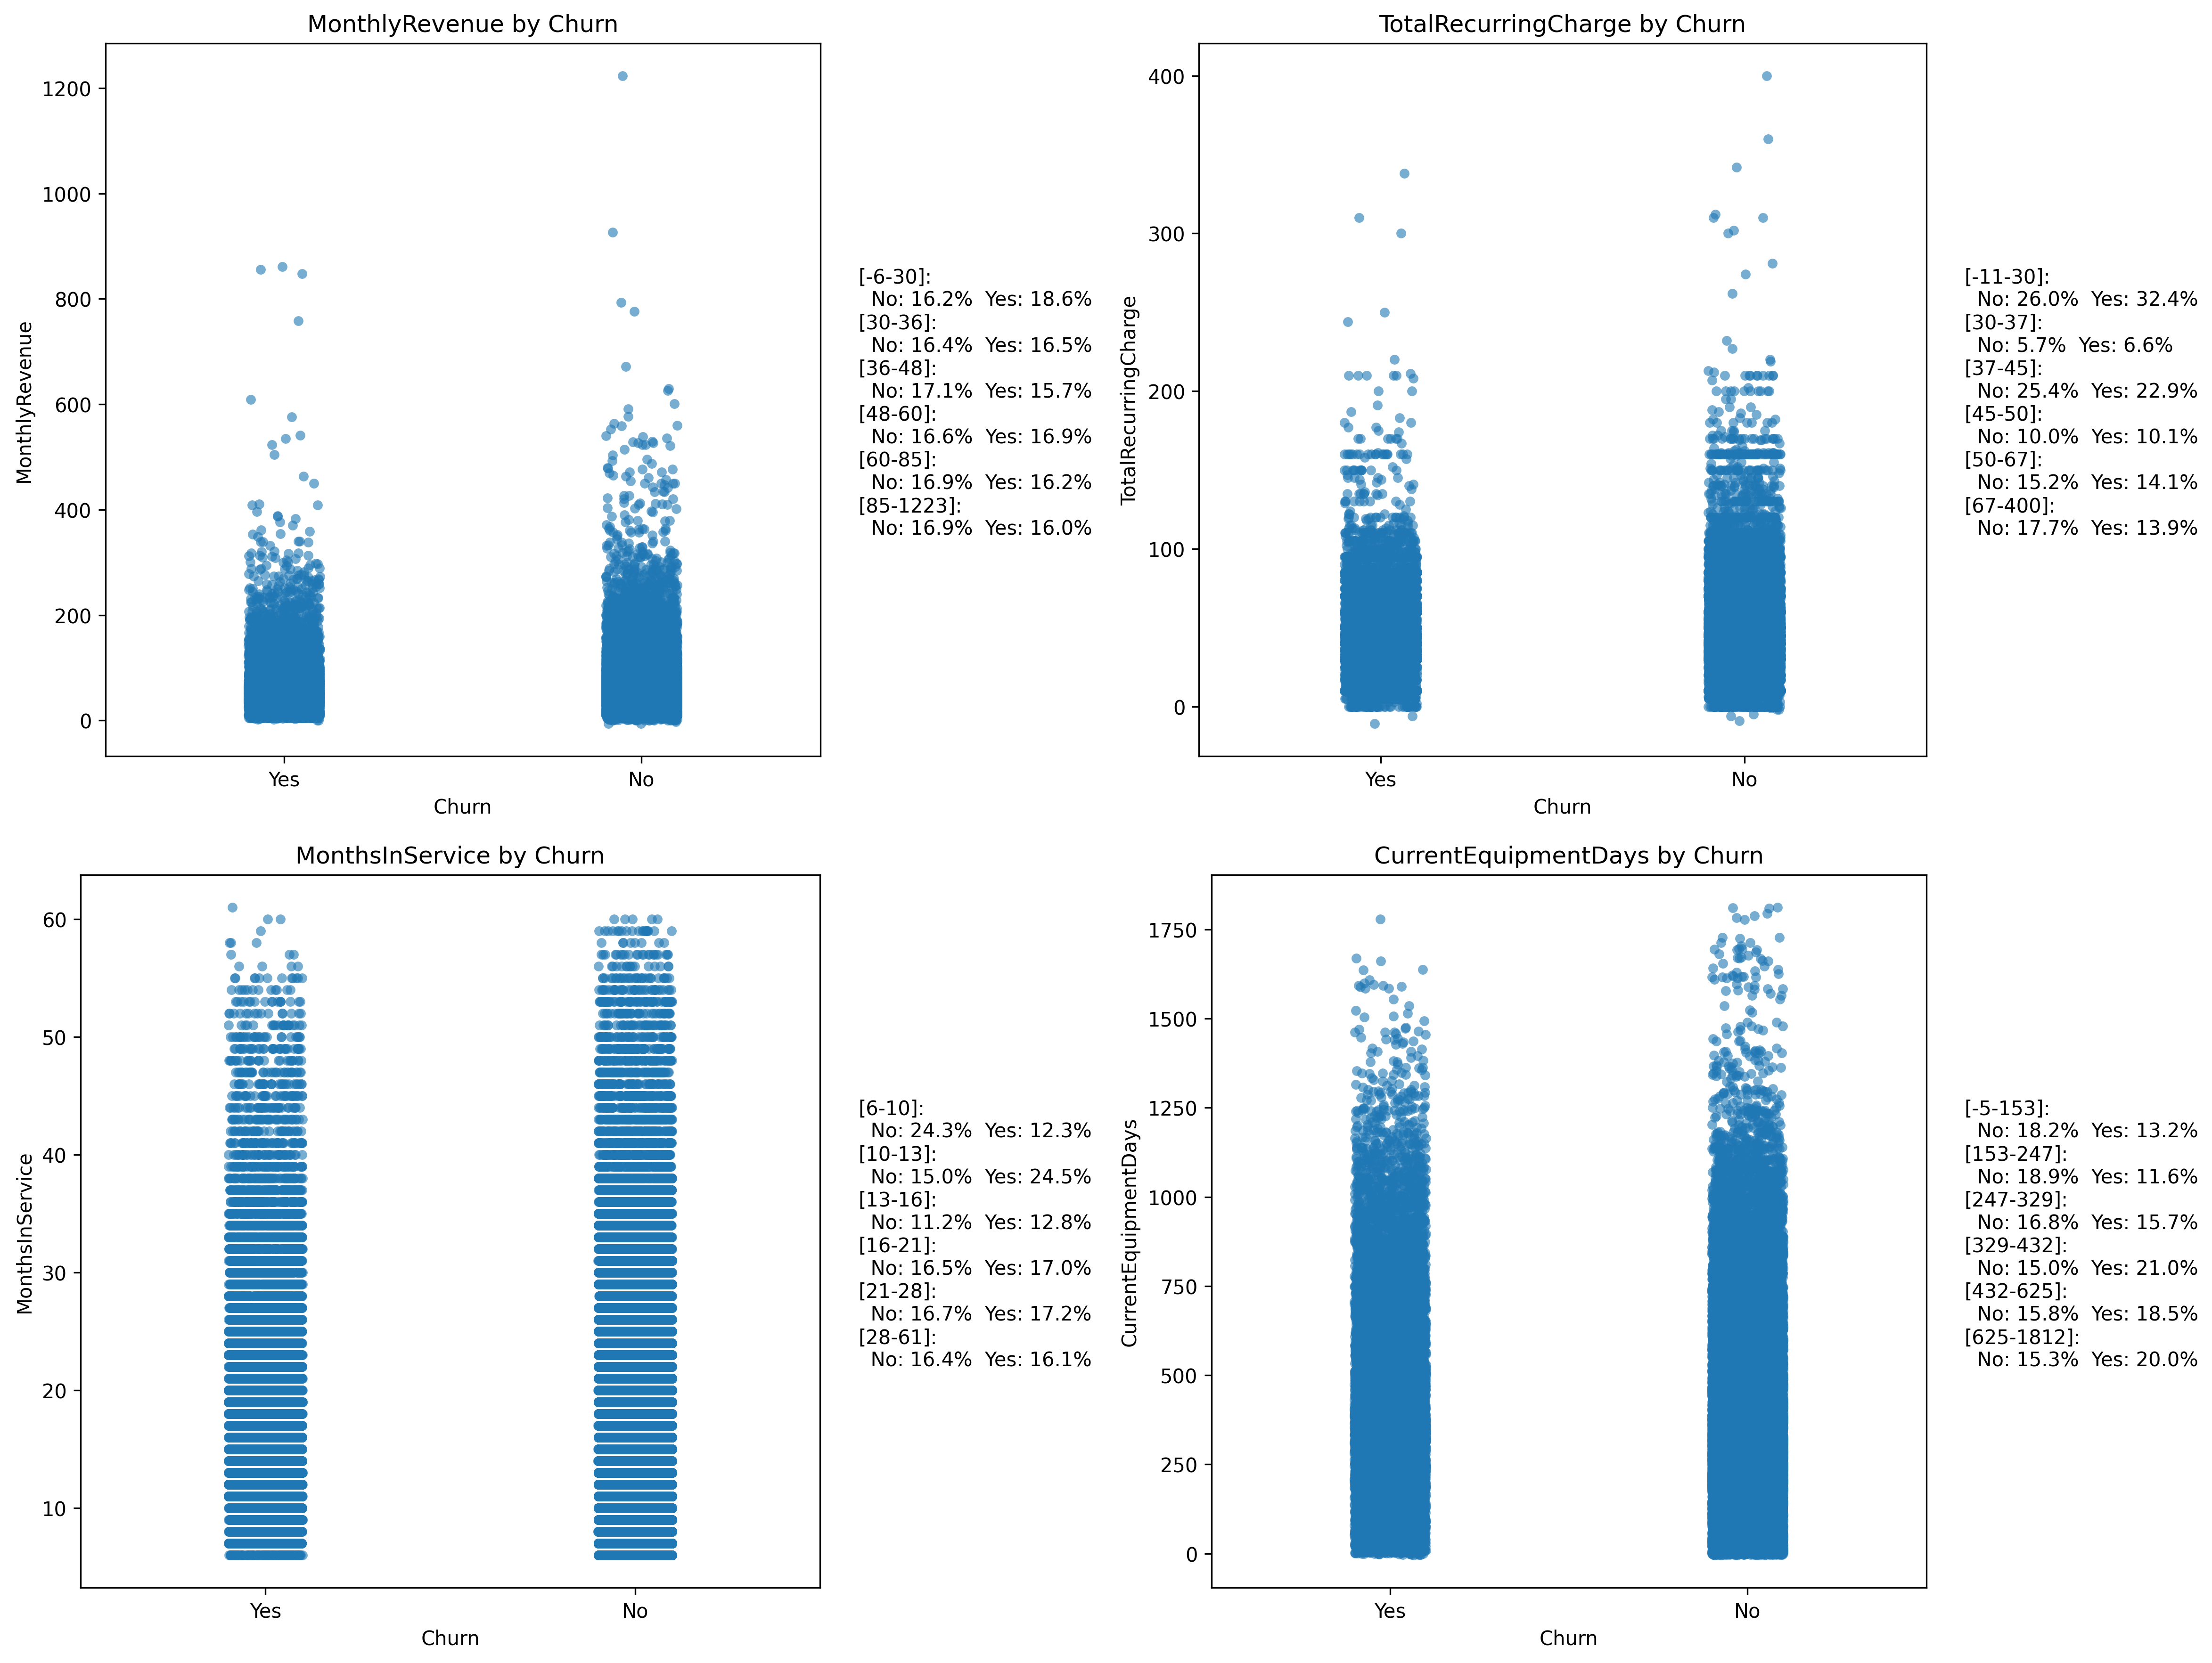 MonthlyRevenue by Churn
1200
1000
800
600
400
200
0
MonthlyRevenue
Yes
No
Churn
[-6-30]:
No: 16.2%  Yes: 18.6%
[30-36]:
No: 16.4%  Yes: 16.5%
[36-48]:
No: 17.1%  Yes: 15.7%
[48-60]:
No: 16.6%  Yes: 16.9%
[60-85]:
No: 16.9%  Yes: 16.2%
[85-1223]:
No: 16.9%  Yes: 16.0%
TotalRecurringCharge by Churn
400
300
200
100
0
TotalRecurringCharge
Yes
No
Churn
[-11-30]:
No: 26.0%  Yes: 32.4%
[30-37]:
No: 5.7%  Yes: 6.6%
[37-45]:
No: 25.4%  Yes: 22.9%
[45-50]:
No: 10.0%  Yes: 10.1%
[50-67]:
No: 15.2%  Yes: 14.1%
[67-400]:
No: 17.7%  Yes: 13.9%
MonthsInService by Churn
60
50
40
30
20
10
MonthsInService
Yes
No
Churn
[6-10]:
No: 24.3%  Yes: 12.3%
[10-13]:
No: 15.0%  Yes: 24.5%
[13-16]:
No: 11.2%  Yes: 12.8%
[16-21]:
No: 16.5%  Yes: 17.0%
[21-28]:
No: 16.7%  Yes: 17.2%
[28-61]:
No: 16.4%  Yes: 16.1%
CurrentEquipmentDays by Churn
1750
1500
1250
1000
750
500
250
0
CurrentEquipmentDays
Yes
No
Churn
[-5-153]:
No: 18.2%  Yes: 13.2%
[153-247]:
No: 18.9%  Yes: 11.6%
[247-329]:
No: 16.8%  Yes: 15.7%
[329-432]:
No: 15.0%  Yes: 21.0%
[432-625]:
No: 15.8%  Yes: 18.5%
[625-1812]:
No: 15.3%  Yes: 20.0%